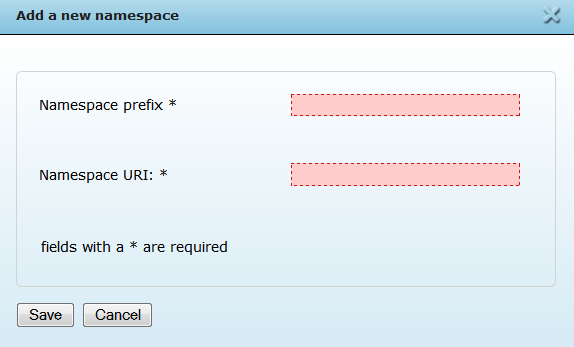 Add a new namespace
Namespace prefix *
Namespace URI: *
fields with a * are required
Save Cancel